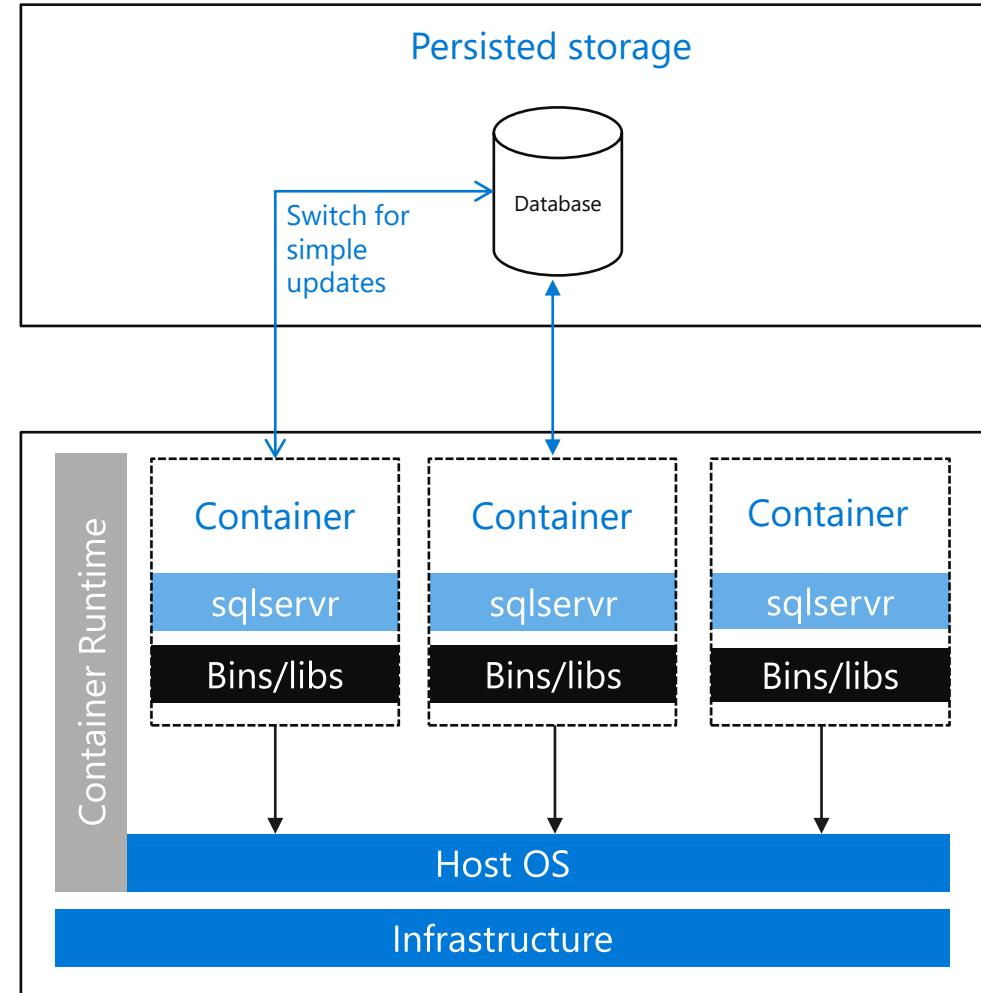 Persisted storage
Database
Switch for
simple
updates
Container Runtime
Container
Container
Container
sqlservr
sqlservr
sqlservr
Bins/libs
Bins/libs
Bins/libs
Host OS
Infrastructure